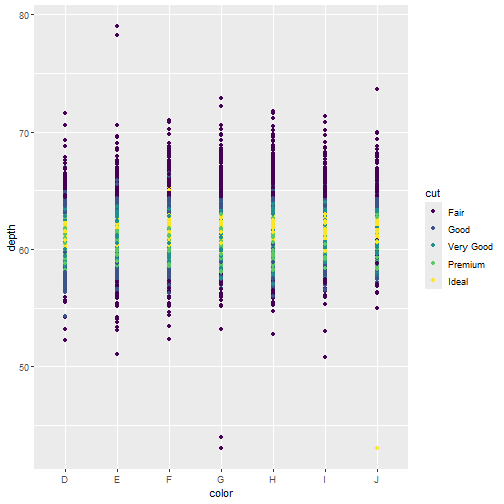 80
70
60
50
depth
D E F G H I J
color
cut
Fair
Good
Very Good
Premium
Ideal